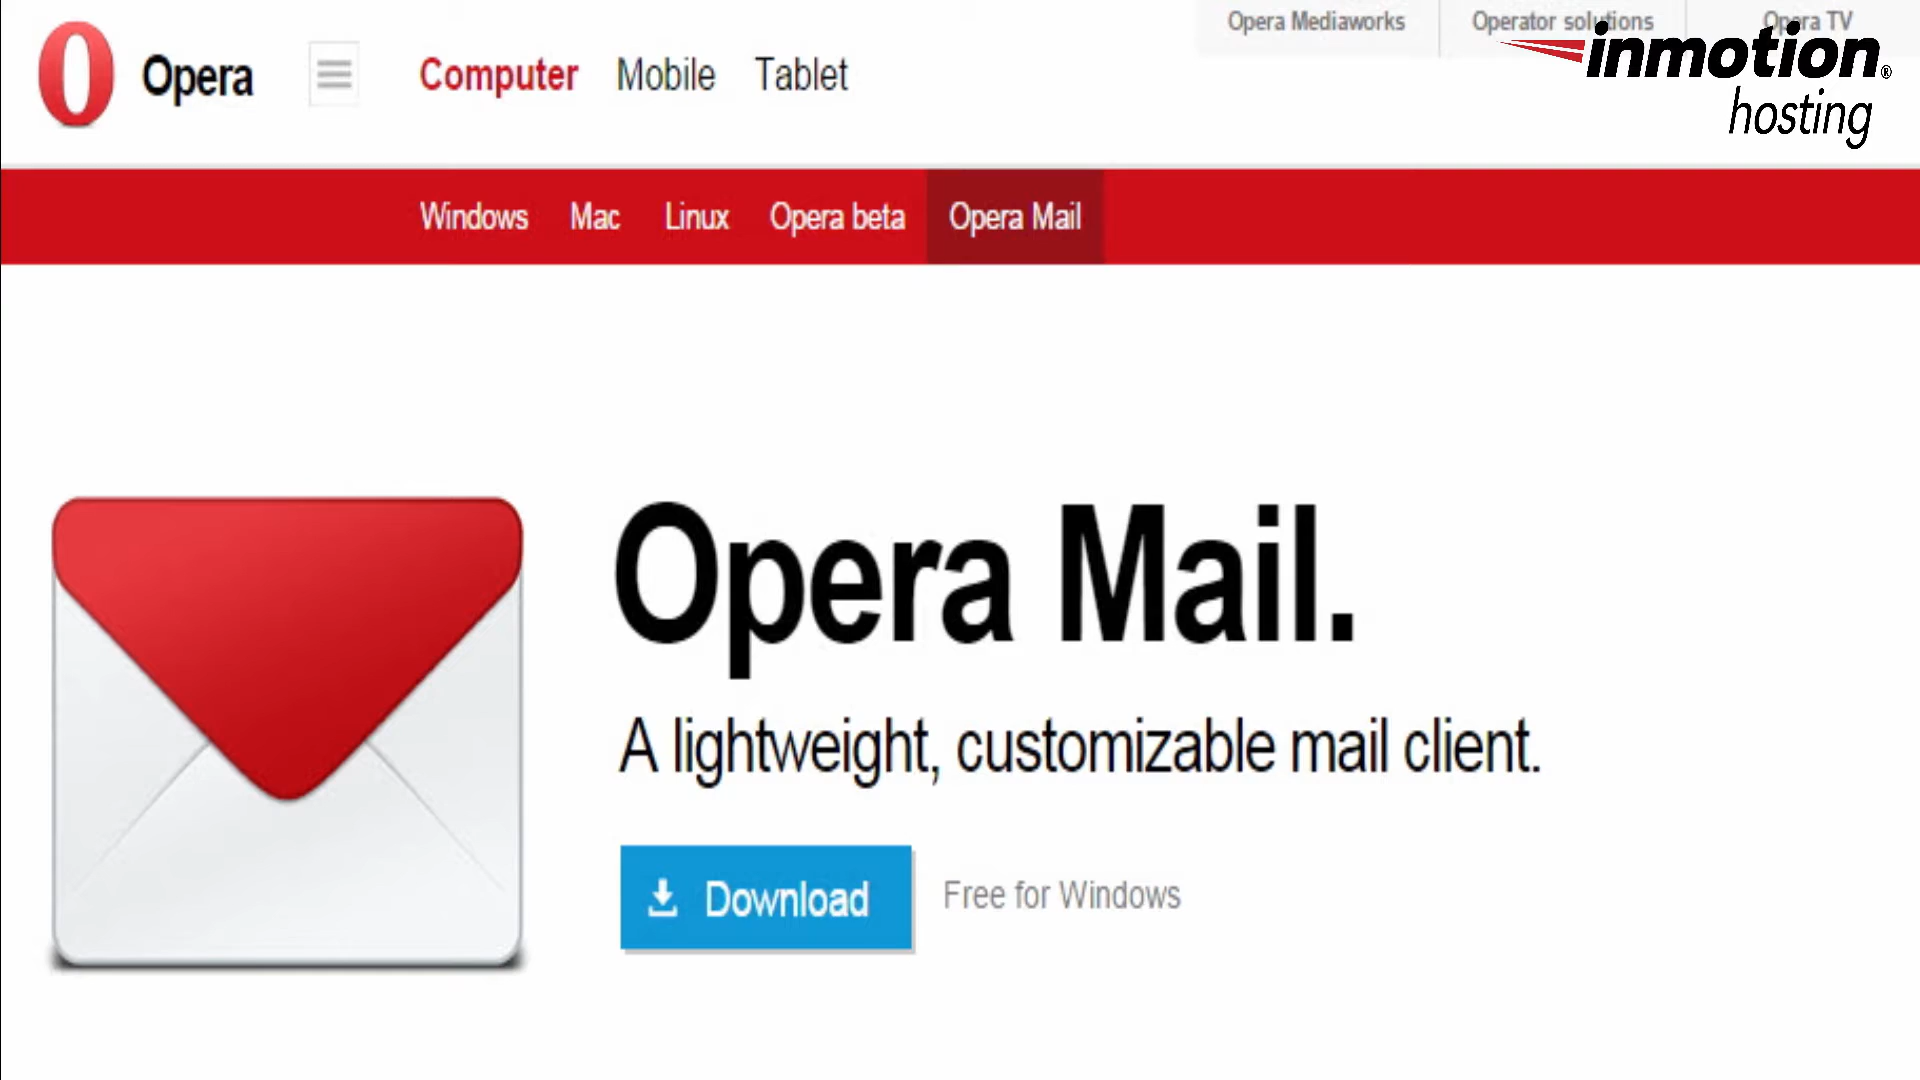 Opera Mediaworks
Operator solutions
Opera TV
inmotion®
hosting
Opera
Computer
Mobile
Tablet
Windows
Mac
Linux
Opera beta
Opera Mail
Opera Mail.
A lightweight, customizable mail client.
Download
Free for Windows